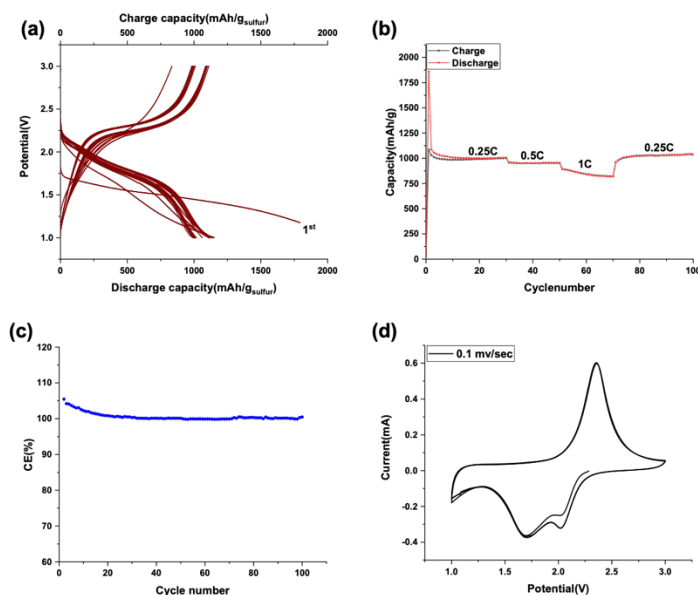 (a)
Charge capacity(mAh/g_sulfur)
0 500 1000 1500 2000
3.0
2.5
2.0
1.5
1.0
Potential(V)
1st
0 500 1000 1500 2000
Discharge capacity(mAh/g_sulfur)
(b)
Charge
Discharge
2000
1750
1500
1250
1000
750
500
250
0
Capacity(mAh/g)
0.25C
0.5C
1C
0.25C
0 20 40 60 80 100
Cyclenumber
(c)
120
110
100
90
80
70
60
CE(%)
0 20 40 60 80 100
Cycle number
(d)
0.1 mv/sec
0.6
0.4
0.2
0.0
-0.2
-0.4
Current(mA)
1.0 1.5 2.0 2.5 3.0
Potential(V)